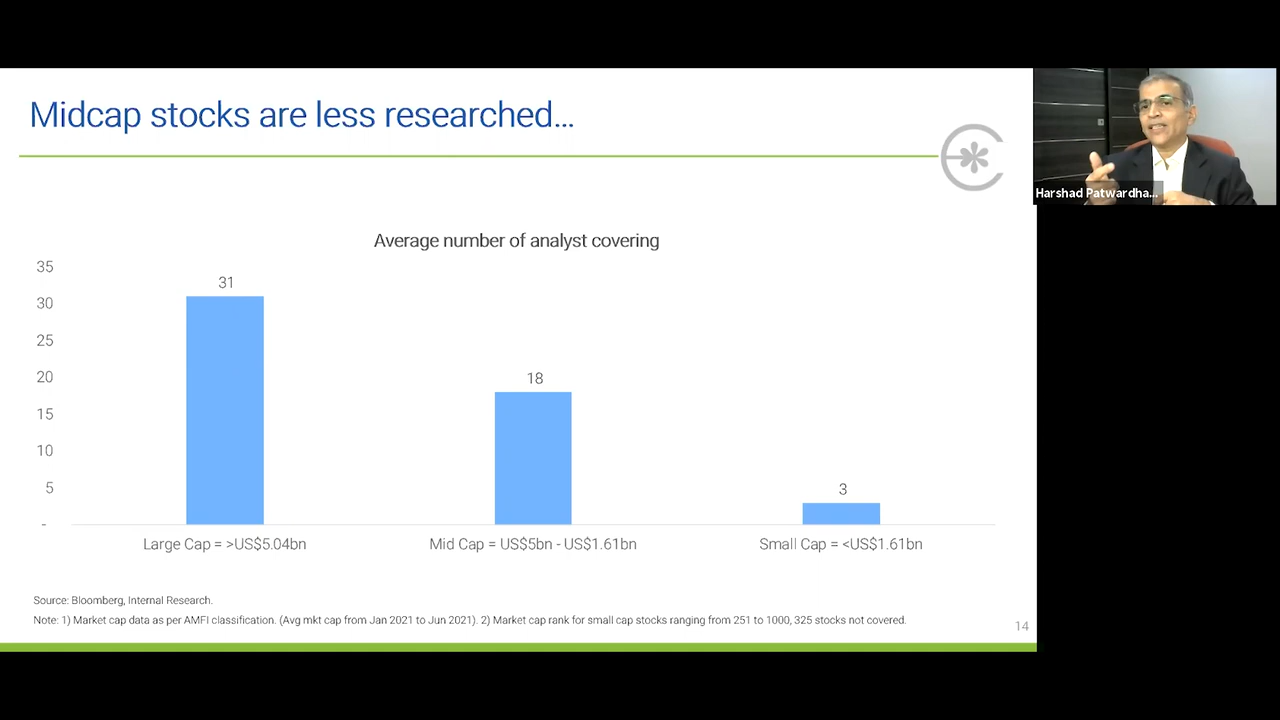 Midcap stocks are less researched...
Harshad Patwardha...
Average number of analyst covering
35
30
25
20
15
10
5
-
31
18
3
Large Cap = >US$5.04bn
Mid Cap = US$5bn - US$1.61bn
Small Cap = <US$1.61bn
Source: Bloomberg, Internal Research.
Note: 1) Market cap data as per AMFI classification. (Avg mkt cap from Jan 2021 to Jun 2021). 2) Market cap rank for small cap stocks ranging from 251 to 1000, 325 stocks not covered.
14